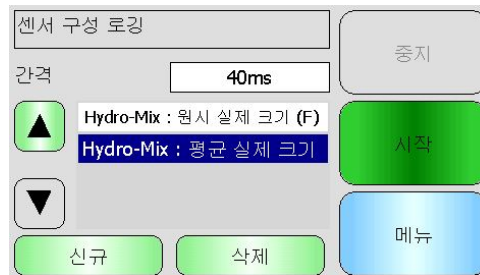 센서 구성 로깅
중지
간격
40ms
Hydro-Mix : 원시 실제 크기 (F)
Hydro-Mix : 평균 실제 크기
시작
메뉴
신규
삭제